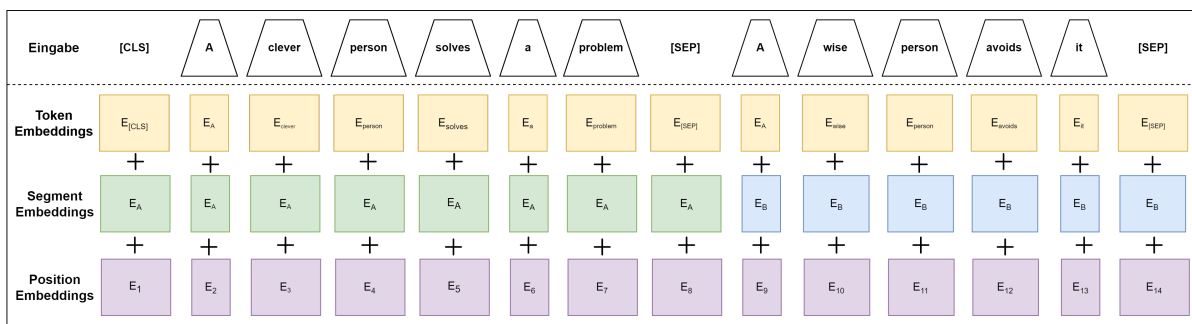 Eingabe [CLS] A clever person solves a problem [SEP] A wise person avoids it [SEP]
Token Embeddings E[CLS] EA Eclever Eperson Esolves Ea Eproblem E[SEP] EA Ewise Eperson Eavoids Eit E[SEP]
+ + + + + + + + + + + + + +
Segment Embeddings EA EA EA EA EA EA EA EA EB EB EB EB EB EB
+ + + + + + + + + + + + + +
Position Embeddings E1 E2 E3 E4 E5 E6 E7 E8 E9 E10 E11 E12 E13 E14